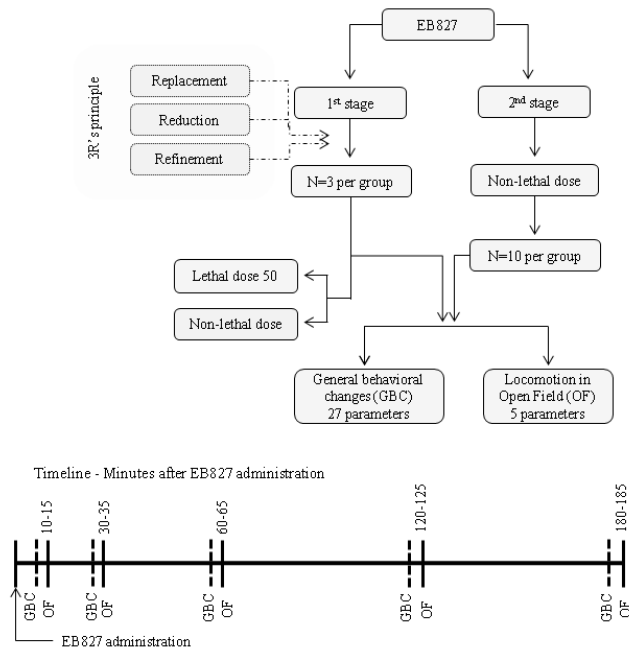 EB827
3R's principle
Replacement
Reduction
Refinement
1st stage
2nd stage
N=3 per group
Non-lethal dose
N=10 per group
Lethal dose 50
Non-lethal dose
General behavioral
changes (GBC)
27 parameters
Locomotion in
Open Field (OF)
5 parameters
Timeline - Minutes after EB827 administration
10-15
30-35
60-65
120-125
180-185
GBC
OF
GBC
OF
GBC
OF
GBC
OF
GBC
OF
EB827 administration